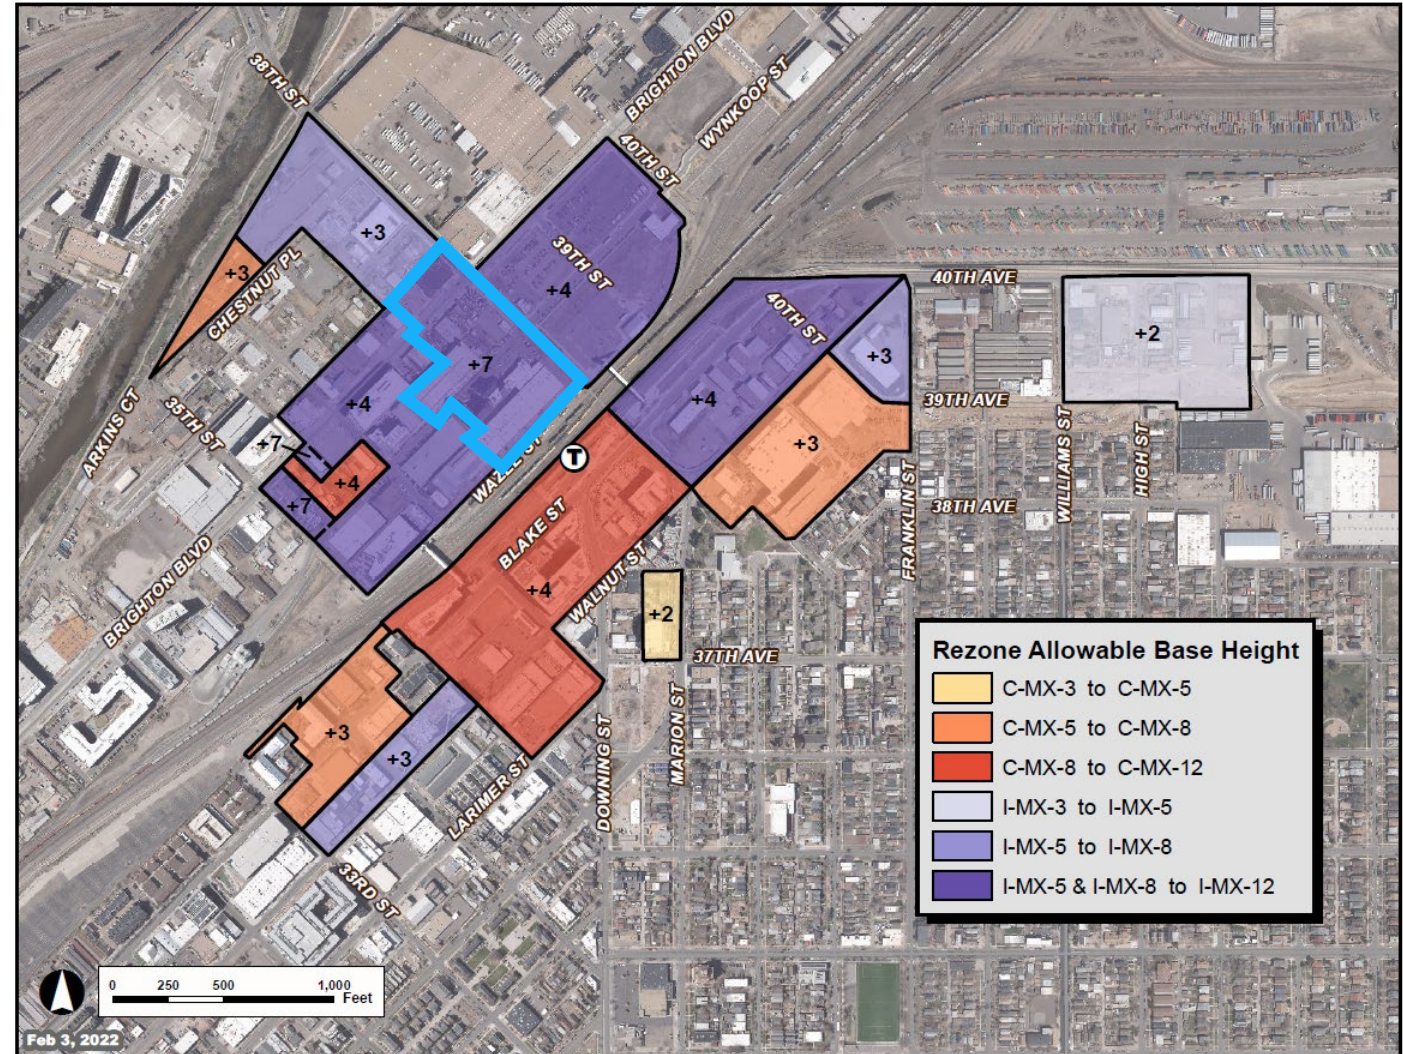 38TH ST
BRIGHTON BLVD
WYNKOOP ST
40TH ST
+3
39TH ST
+3
+4
CHESTNUT PL
40TH AVE
40TH ST
+2
+3
+7
39TH AVE
ARKINS CT
35TH ST
+4
+4
+3
WILLIAMS ST
HIGH ST
+7
T
+4
WAZEE ST
+7
BLAKE ST
38TH AVE
FRANKLIN ST
BRIGHTON BLVD
+4
WALNUT ST
+2
37TH AVE
MARION ST
DOWNING ST
+3
+3
LARIMER ST
33RD ST
Rezone Allowable Base Height
C-MX-3 to C-MX-5
C-MX-5 to C-MX-8
C-MX-8 to C-MX-12
I-MX-3 to I-MX-5
I-MX-5 to I-MX-8
I-MX-5 & I-MX-8 to I-MX-12
0 250 500 1,000
Feet
Feb 3, 2022